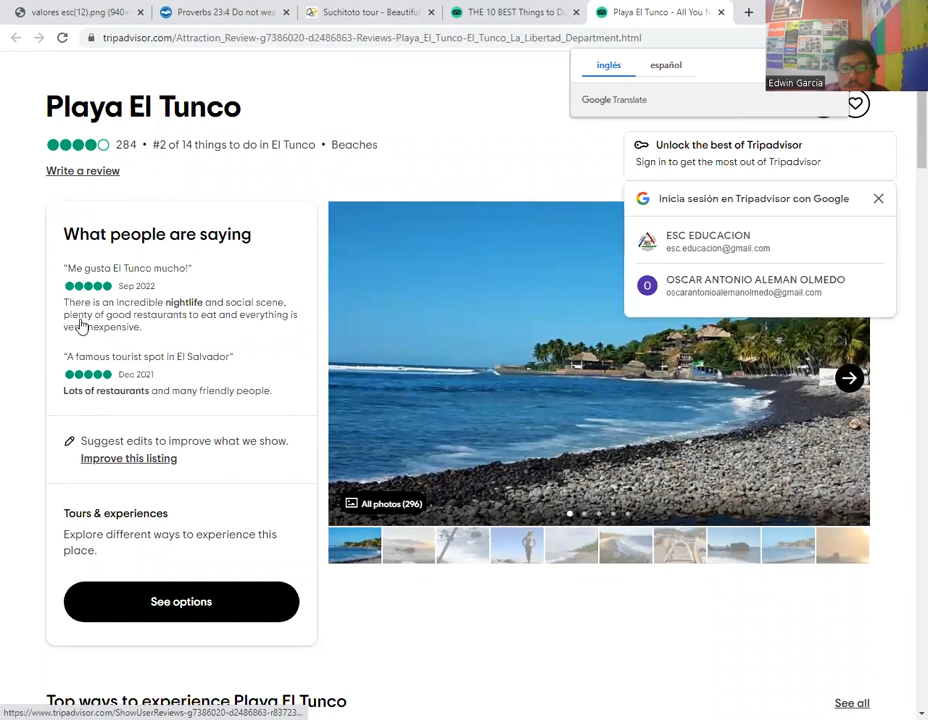 valores esc(12).png (940×
Proverbs 23:4 Do not wea
Suchitoto tour - Beautiful
THE 10 BEST Things to D
Playa El Tunco - All You N
tripadvisor.com/Attraction_Review-g7386020-d2486863-Reviews-Playa_El_Tunco-El_Tunco_La_Libertad_Department.html
inglés
español
Google Translate
Edwin Garcia
Playa El Tunco
284 • #2 of 14 things to do in El Tunco • Beaches
Write a review
Unlock the best of Tripadvisor
Sign in to get the most out of Tripadvisor
Inicia sesión en Tripadvisor con Google
ESC EDUCACION
esc.educacion@gmail.com
O
OSCAR ANTONIO ALEMAN OLMEDO
oscarantonioalemanolmedo@gmail.com
What people are saying
"Me gusta El Tunco mucho!"
Sep 2022
There is an incredible nightlife and social scene,
plenty of good restaurants to eat and everything is
very inexpensive.
"A famous tourist spot in El Salvador"
Dec 2021
Lots of restaurants and many friendly people.
Suggest edits to improve what we show.
Improve this listing
All photos (296)
Tours & experiences
Explore different ways to experience this
place.
See options
Top ways to experience Playa El Tunco
See all
https://www.tripadvisor.com/ShowUserReviews-g7386020-d2486863-r83723...